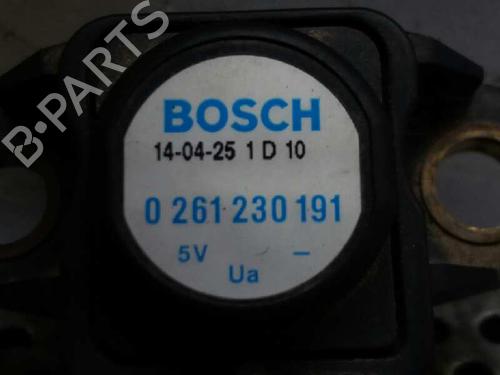 B-PARTS
BOSCH
14-04-25 1 D 10
0 261 230 191
5V —
Ua